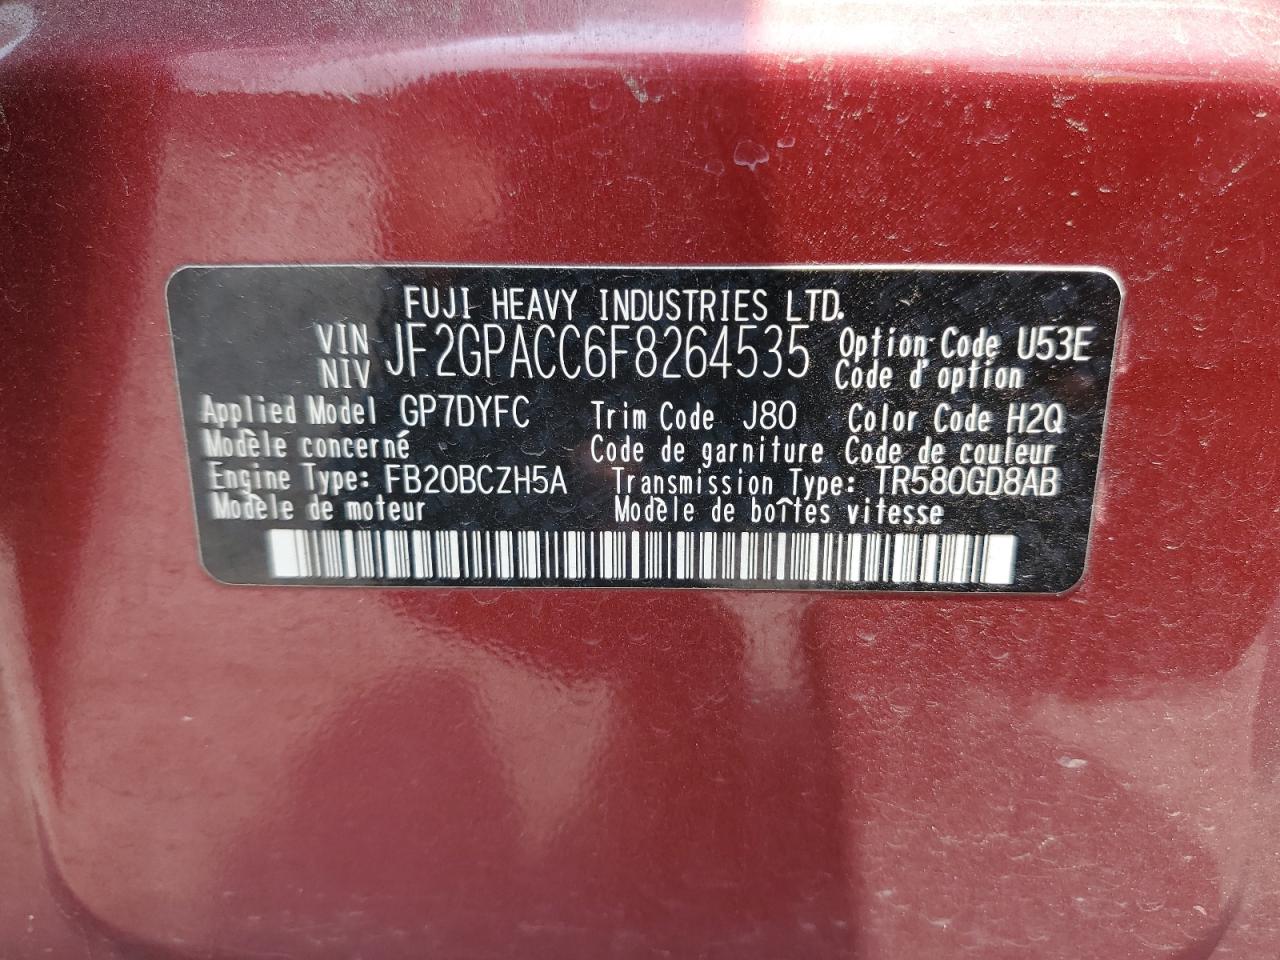 FUJI HEAVY INDUSTRIES LTD.
VIN JF2GPACC6F8264535 Option Code U53E
NIV Code d'option
Applied Model GP7DYFC Trim Code J80 Color Code H2Q
Modèle concerné Code de garniture Code de couleur
Engine Type: FB20BCZH5A Transmission Type: TR580GD8AB
Modèle de moteur Modèle de boîtes vitesse